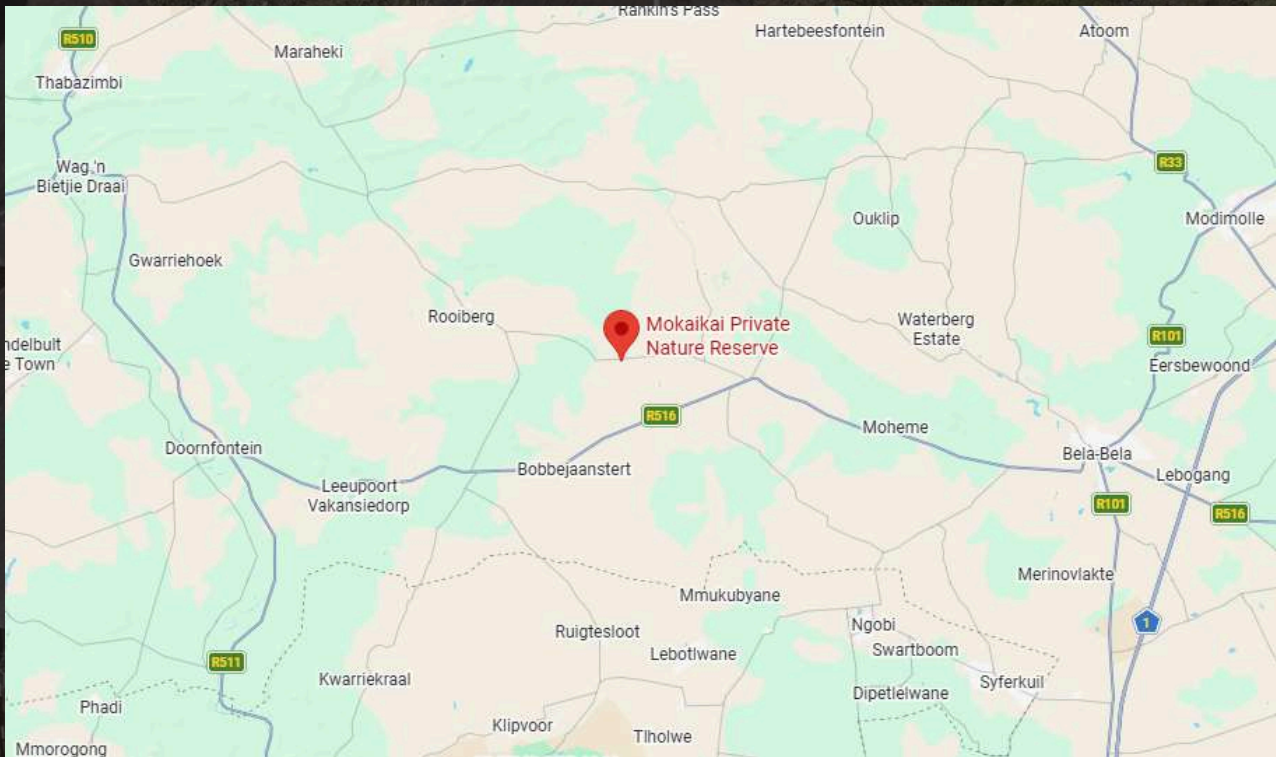 Rankin's Pass
Hartebeesfontein
Atoom
R510
Maraheki
Thabazimbi
R33
Wag 'n
Bietjie Draai
Ouklip
Modimolle
Gwarriehoek
Rooiberg
Mokaikai Private
Nature Reserve
Waterberg
Estate
R101
ndelbult
e Town
Eersbewoond
R516
Moheme
Doornfontein
Bela-Bela
Bobbejaanstert
Lebogang
Leeupoort
Vakansiedorp
R101
R516
Merinovlakte
Mmukubyane
Ngobi
1
Ruigtesloot
Swartboom
Lebotlwane
R511
Kwarriekraal
Syferkuil
Dipetlelwane
Phadi
Klipvoor
Tlholwe
Mmorogong